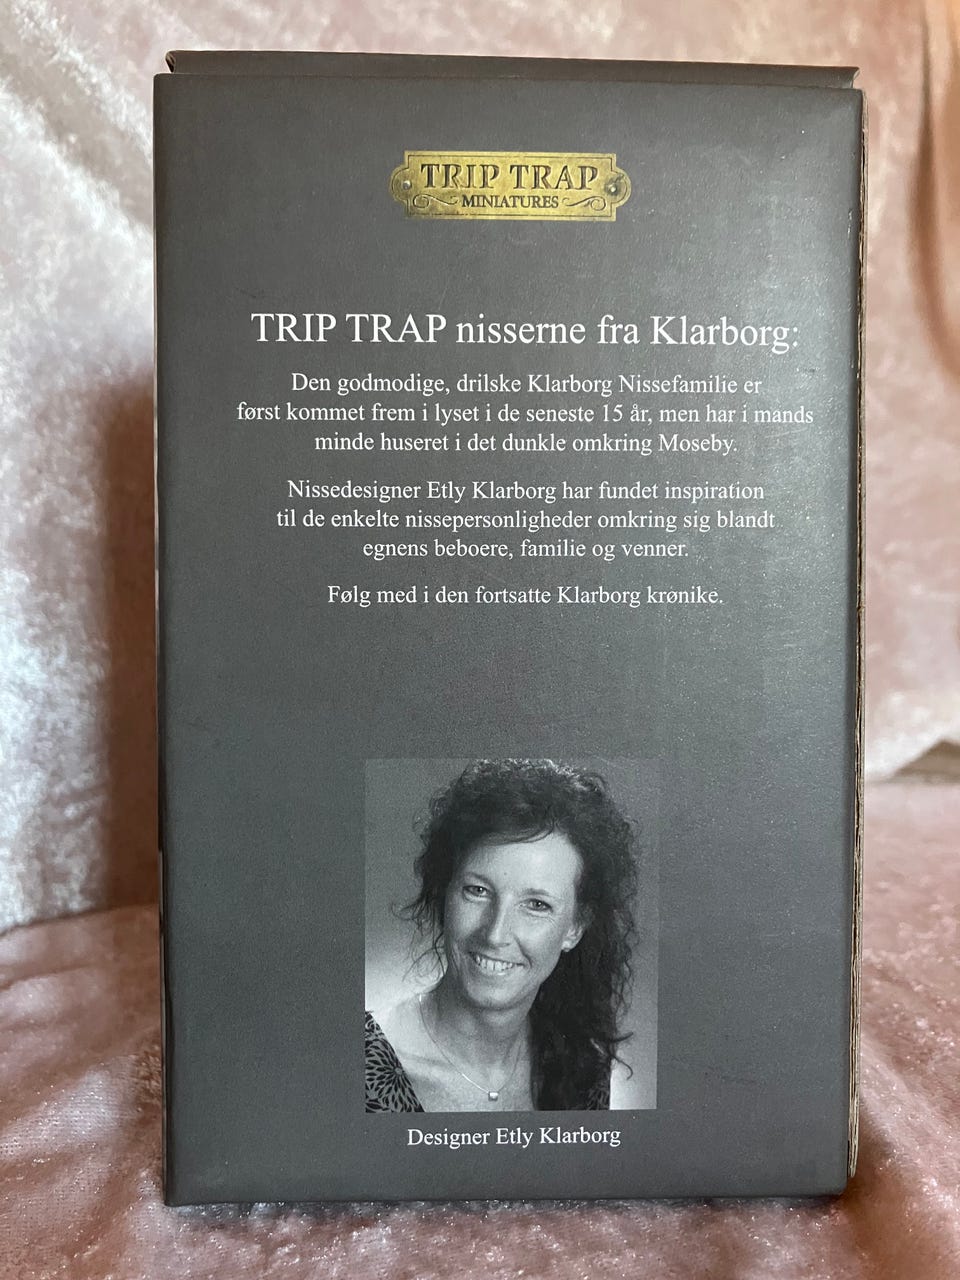 TRIP TRAP
MINIATURES
TRIP TRAP nisserne fra Klarborg:
Den godmodige, drilske Klarborg Nissefamilie er
først kommet frem i lyset i de seneste 15 år, men har i mands
minde huseret i det dunkle omkring Moseby.
Nissedesigner Etly Klarborg har fundet inspiration
til de enkelte nissepersonligheder omkring sig blandt
egnens beboere, familie og venner.
Følg med i den fortsatte Klarborg krønike.
Designer Etly Klarborg